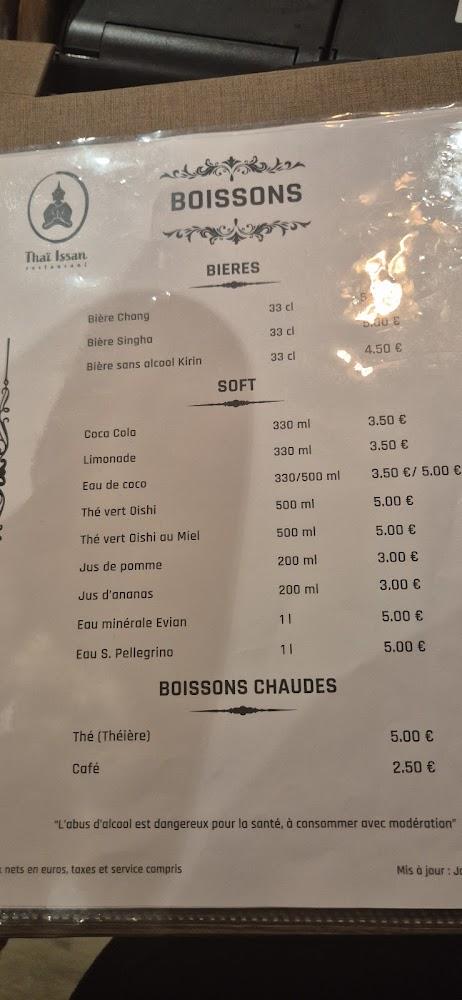 BOISSONS
Thaï Issan
restaurant
BIERES
Bière Chang 33 cl
Bière Singha 33 cl 5.00 €
Bière sans alcool Kirin 33 cl 4.50 €
SOFT
Coca Cola 330 ml 3.50 €
Limonade 330 ml 3.50 €
Eau de coco 330/500 ml 3.50 €/ 5.00 €
Thé vert Oishi 500 ml 5.00 €
Thé vert Oishi au Miel 500 ml 5.00 €
Jus de pomme 200 ml 3.00 €
Jus d'ananas 200 ml 3.00 €
Eau minérale Evian 1 l 5.00 €
Eau S. Pellegrino 1 l 5.00 €
BOISSONS CHAUDES
Thé (Théière) 5.00 €
Café 2.50 €
"L'abus d'alcool est dangereux pour la santé, à consommer avec modération"
nets en euros, taxes et service compris Mis à jour :